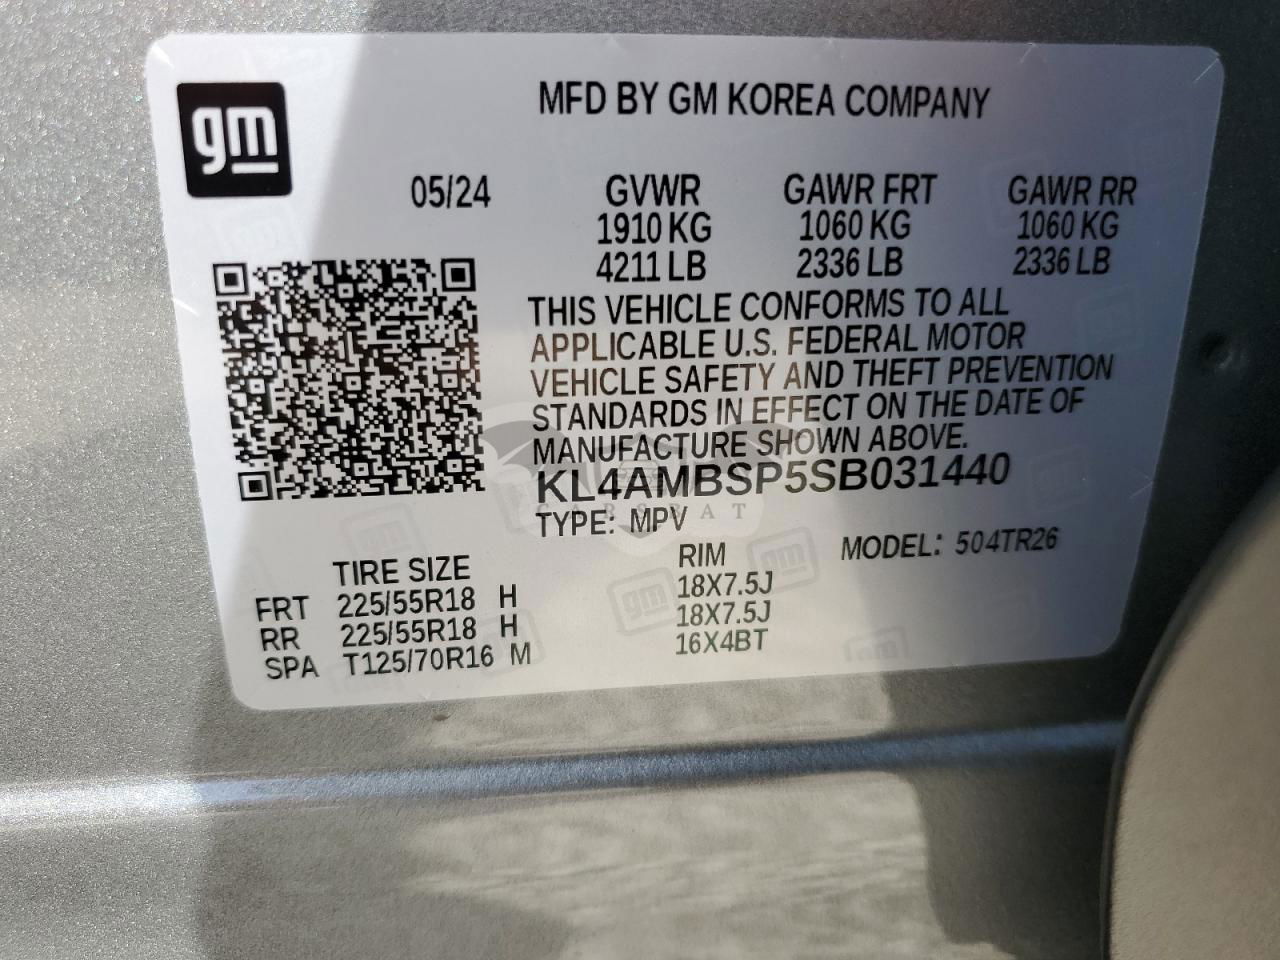 gm
MFD BY GM KOREA COMPANY
05/24
GVWR GAWR FRT GAWR RR
1910 KG 1060 KG 1060 KG
4211 LB 2336 LB 2336 LB
THIS VEHICLE CONFORMS TO ALL
APPLICABLE U.S. FEDERAL MOTOR
VEHICLE SAFETY AND THEFT PREVENTION
STANDARDS IN EFFECT ON THE DATE OF
MANUFACTURE SHOWN ABOVE.
KL4AMBSP5SB031440
TYPE: MPV MODEL: 504TR26
TIRE SIZE RIM
FRT 225/55R18 H 18X7.5J
RR 225/55R18 H 18X7.5J
SPA T125/70R16 M 16X4BT
gm